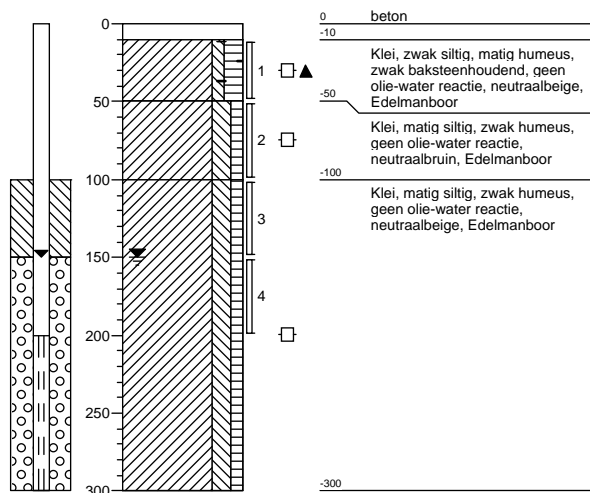 0
50
100
150
200
250
300
1
2
3
4
0 beton
-10
Klei, zwak siltig, matig humeus,
zwak baksteenhoudend, geen
olie-water reactie, neutraalbeige,
Edelmanboor
-50
Klei, matig siltig, zwak humeus,
geen olie-water reactie,
neutraalbruin, Edelmanboor
-100
Klei, matig siltig, zwak humeus,
geen olie-water reactie,
neutraalbeige, Edelmanboor
-300